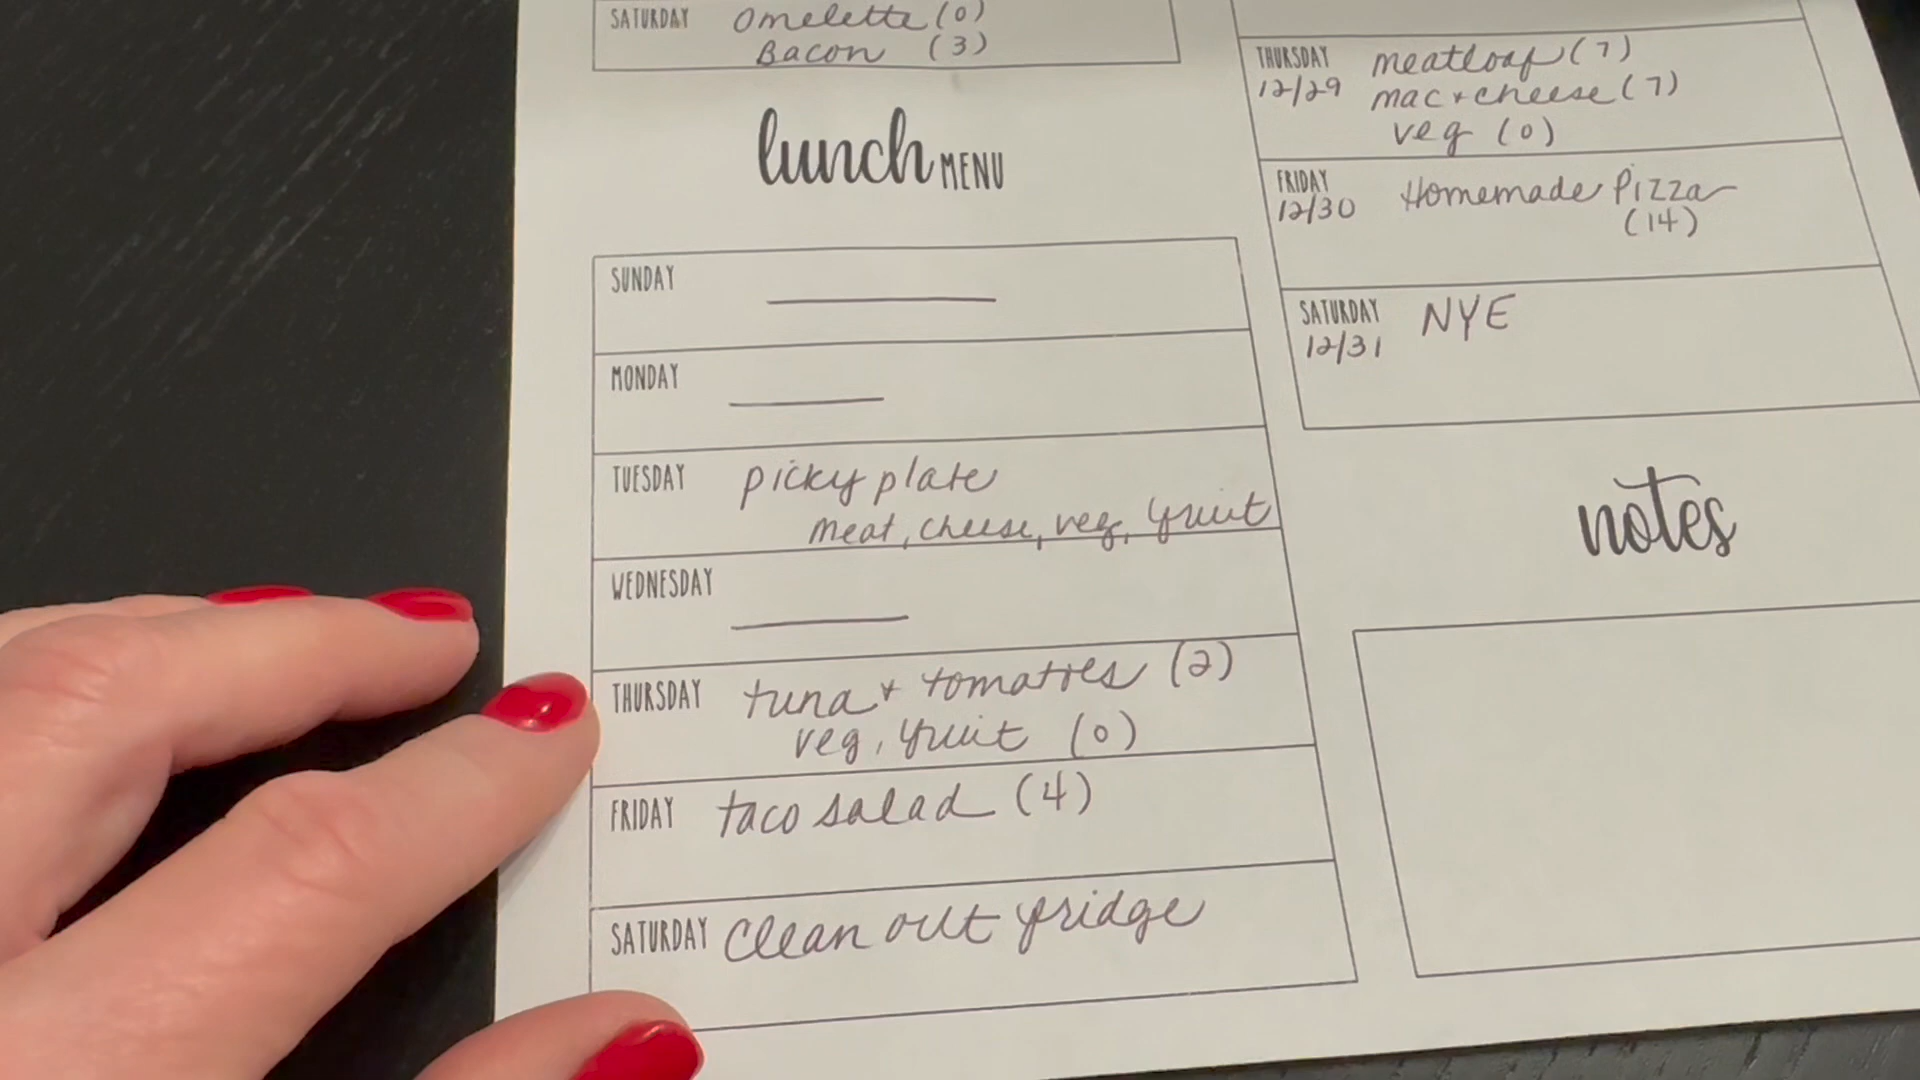 SATURDAY Omelette (0)
Bacon (3)
lunch MENU
SUNDAY
MONDAY
TUESDAY picky plate
meat, cheese, veg, fruit
WEDNESDAY
THURSDAY tuna + tomatoes (2)
veg, fruit (0)
FRIDAY taco salad (4)
SATURDAY Clean out fridge
THURSDAY meatloaf (7)
12/29 mac + cheese (7)
veg (0)
FRIDAY Homemade Pizza
12/30 (14)
SATURDAY NYE
12/31
notes